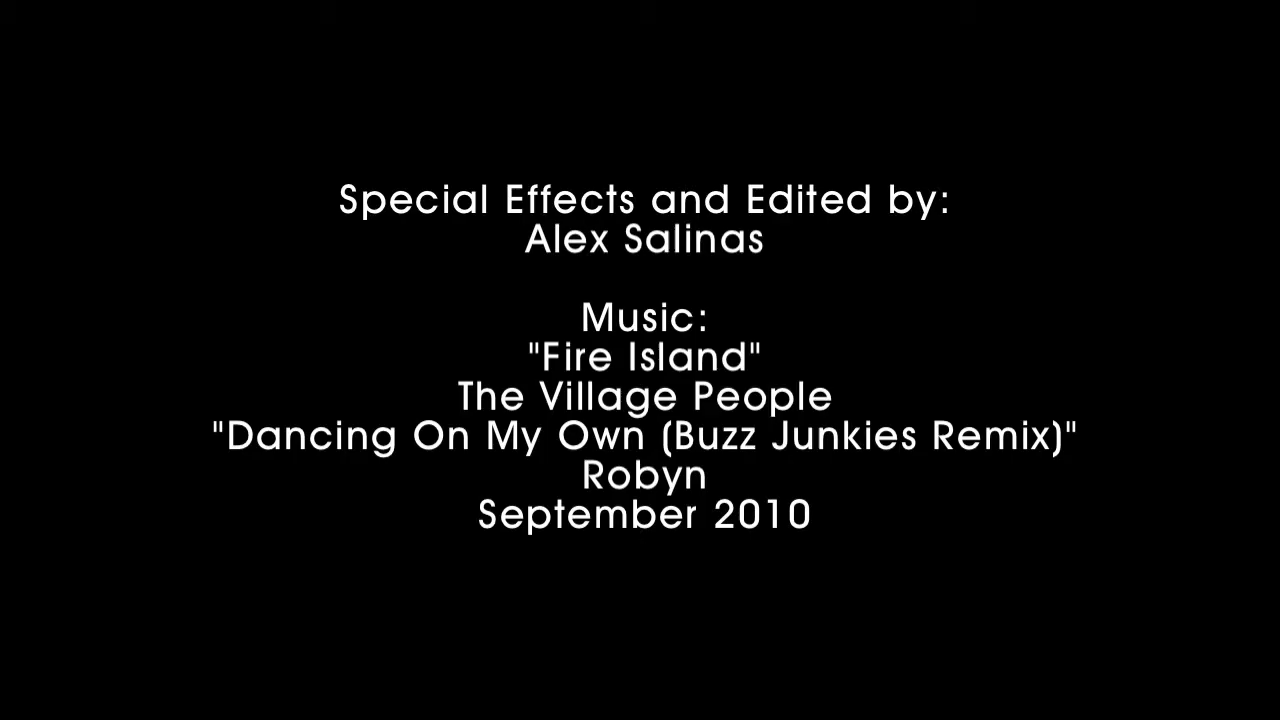 Special Effects and Edited by:
Alex Salinas
Music:
"Fire Island"
The Village People
"Dancing On My Own (Buzz Junkies Remix)"
Robyn
September 2010